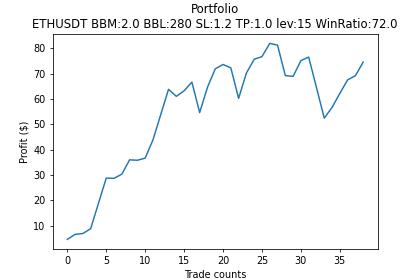 Portfolio
ETHUSDT BBM:2.0 BBL:280 SL:1.2 TP:1.0 lev:15 WinRatio:72.0
80
70
60
50
40
30
20
10
Profit ($)
0 5 10 15 20 25 30 35
Trade counts